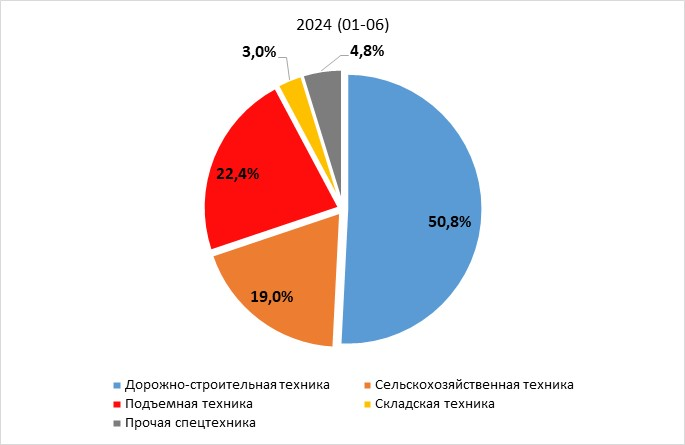 2024 (01-06)
3,0%
4,8%
22,4%
50,8%
19,0%
Дорожно-строительная техника
Сельскохозяйственная техника
Подъемная техника
Складская техника
Прочая спецтехника